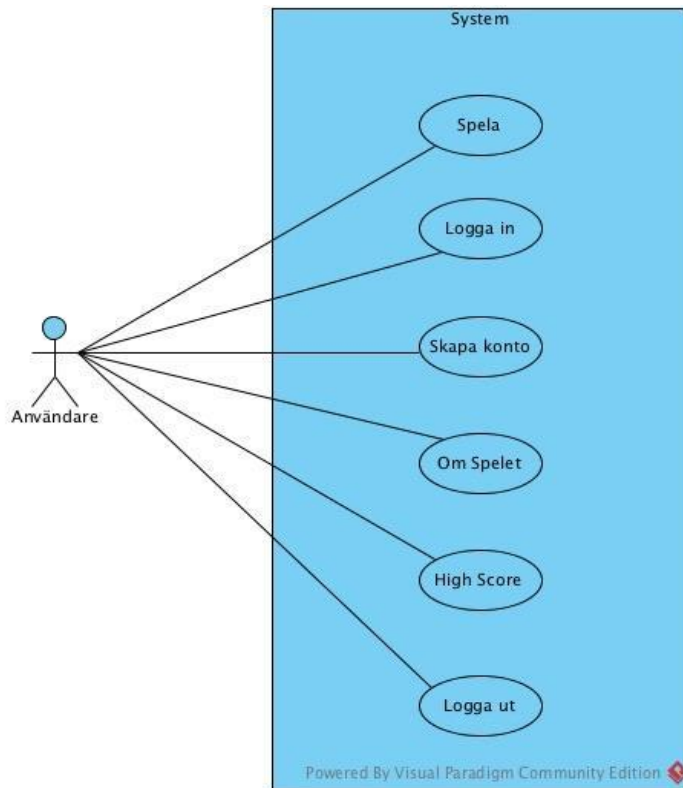 System
Spela
Logga in
Skapa konto
Användare
Om Spelet
High Score
Logga ut
Powered By Visual Paradigm Community Edition